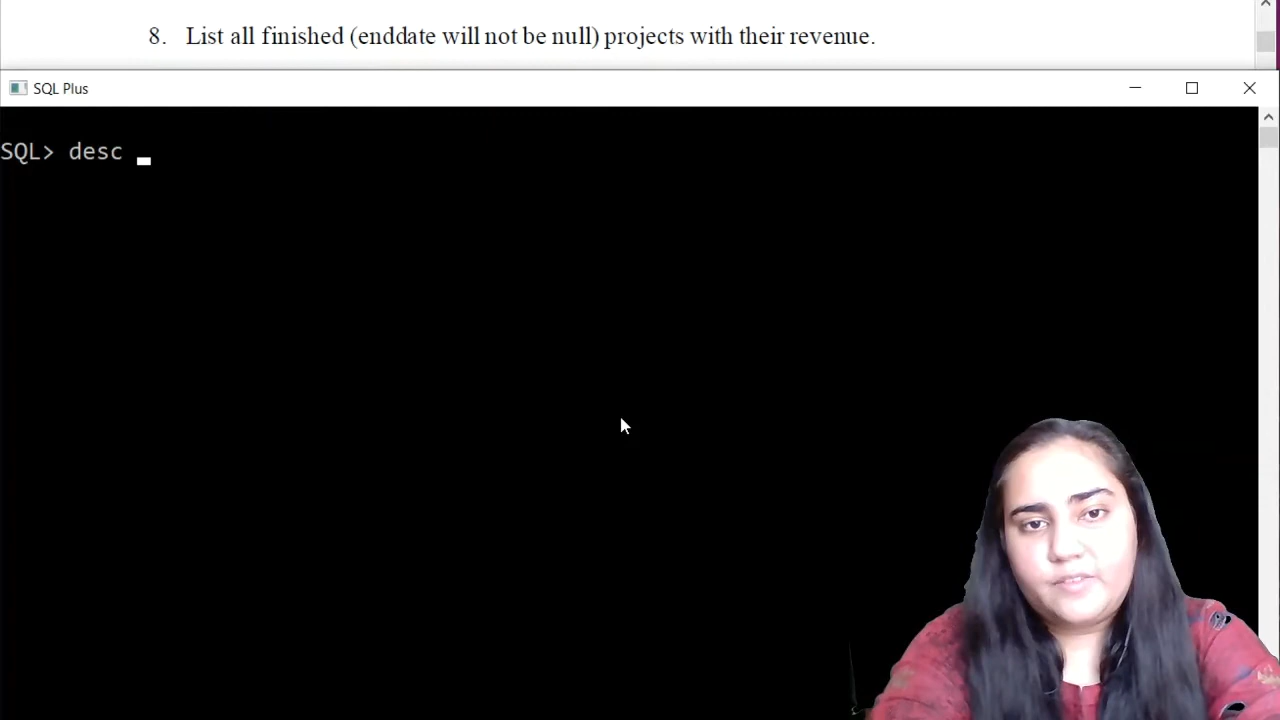 8. List all finished (enddate will not be null) projects with their revenue.
SQL Plus
SQL> desc